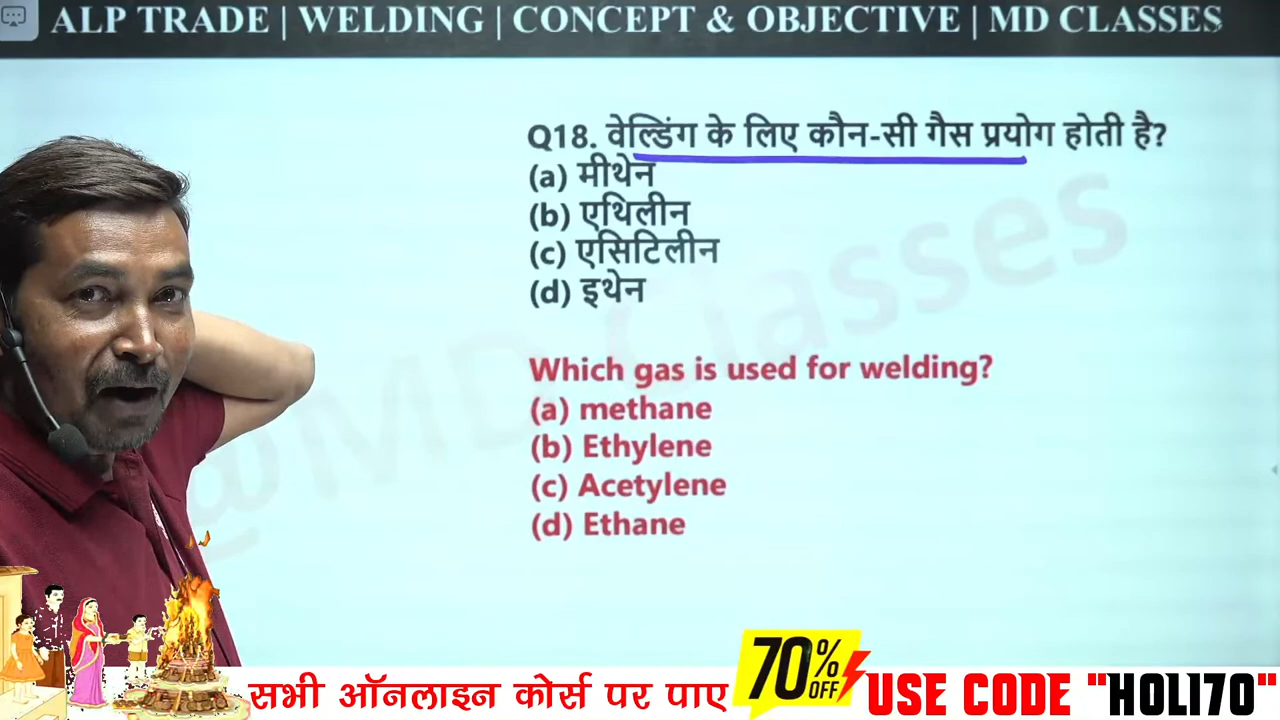 ALP TRADE | WELDING | CONCEPT & OBJECTIVE | MD CLASSES
Q18. वेल्डिंग के लिए कौन-सी गैस प्रयोग होती है?
(a) मीथेन
(b) एथिलीन
(c) एसिटिलीन
(d) इथेन
Which gas is used for welding?
(a) methane
(b) Ethylene
(c) Acetylene
(d) Ethane
@MD Classes
सभी ऑनलाइन कोर्स पर पाए 70% OFF USE CODE "HOLI70"